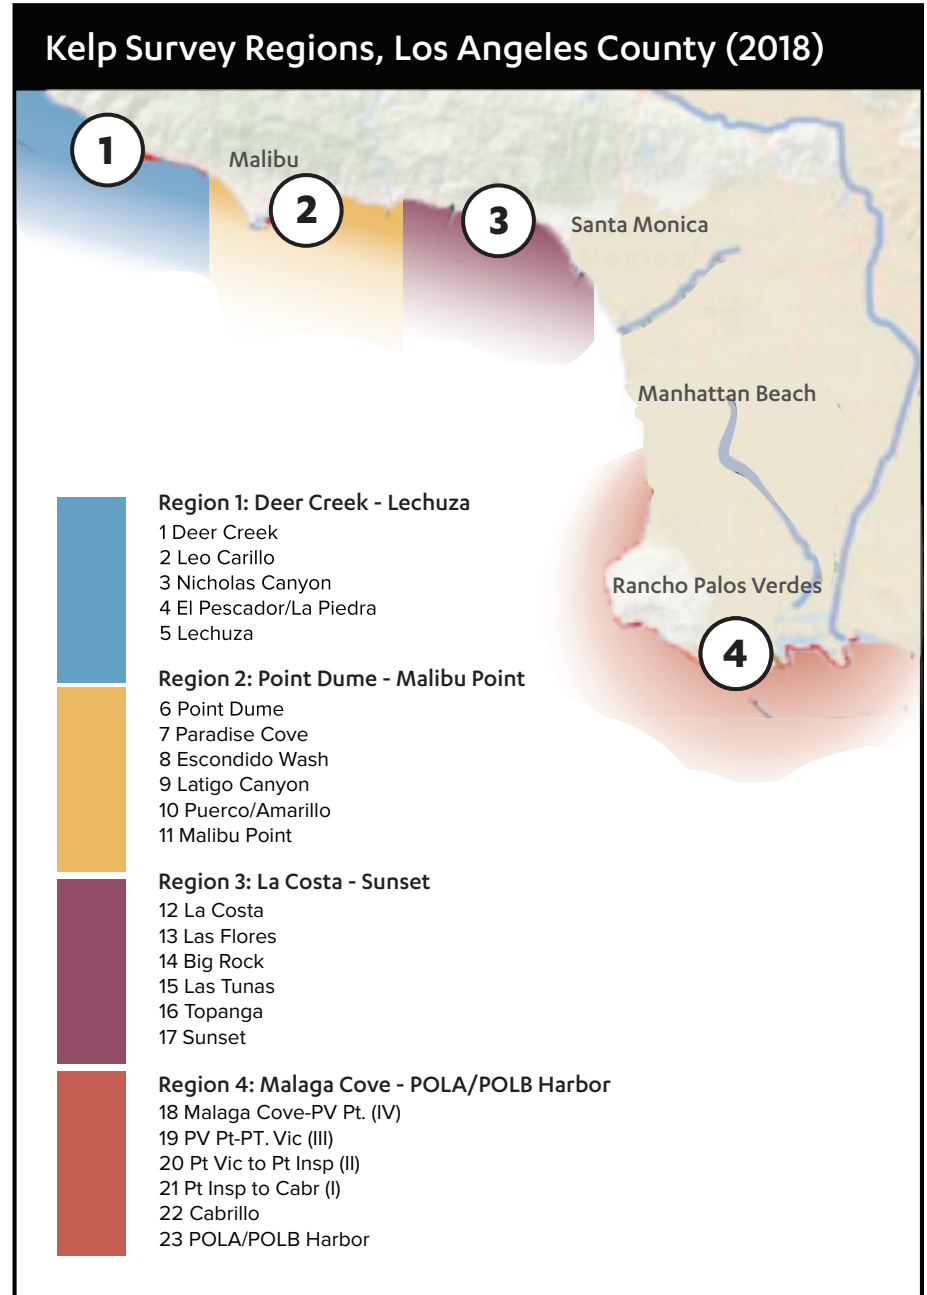 Kelp Survey Regions, Los Angeles County (2018)
1
Malibu
2
3
Santa Monica
Manhattan Beach
Rancho Palos Verdes
4
Region 1: Deer Creek - Lechuza
1 Deer Creek
2 Leo Carillo
3 Nicholas Canyon
4 El Pescador/La Piedra
5 Lechuza
Region 2: Point Dume - Malibu Point
6 Point Dume
7 Paradise Cove
8 Escondido Wash
9 Latigo Canyon
10 Puerco/Amarillo
11 Malibu Point
Region 3: La Costa - Sunset
12 La Costa
13 Las Flores
14 Big Rock
15 Las Tunas
16 Topanga
17 Sunset
Region 4: Malaga Cove - POLA/POLB Harbor
18 Malaga Cove-PV Pt. (IV)
19 PV Pt-PT. Vic (III)
20 Pt Vic to Pt Insp (II)
21 Pt Insp to Cabr (I)
22 Cabrillo
23 POLA/POLB Harbor